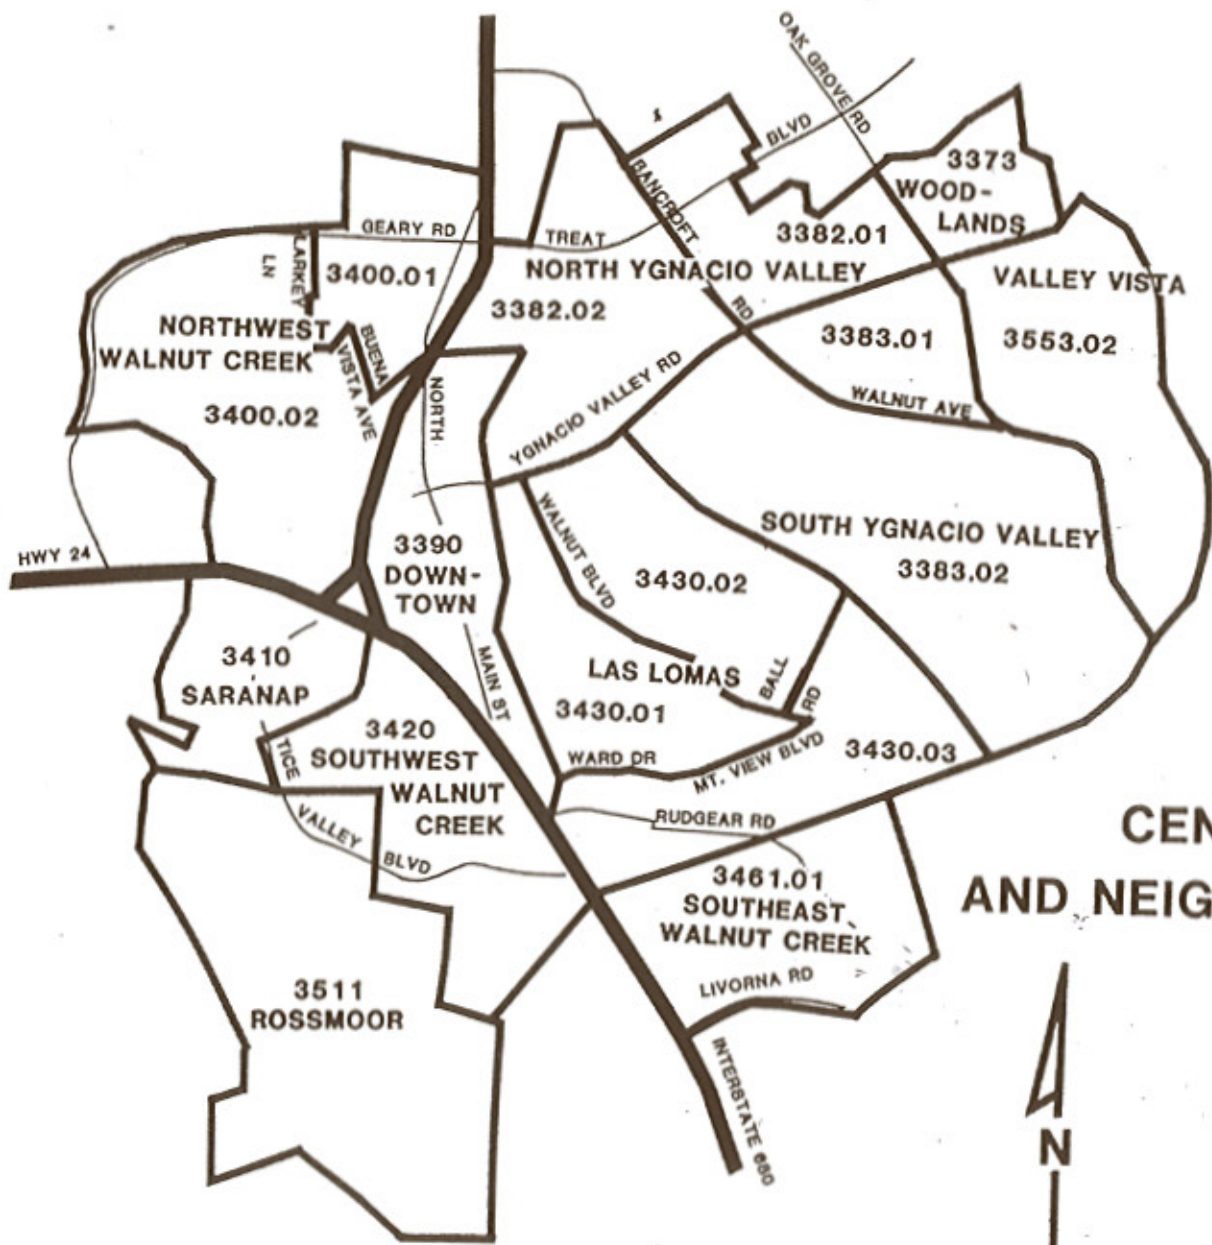 OAK GROVE RD
BLVD
3373
WOOD-
LANDS
BANCROFT
RD
GEARY RD
TREAT
3382.01
LARKEY
LN
3400.01
NORTH YGNACIO VALLEY
VALLEY VISTA
3382.02
NORTHWEST
WALNUT CREEK
BUENA
VISTA AVE
3383.01
3553.02
3400.02
NORTH
YGNACIO VALLEY RD
WALNUT AVE
HWY 24
3390
DOWN-
TOWN
WALNUT BLVD
SOUTH YGNACIO VALLEY
3383.02
3430.02
3410
SARANAP
MAIN ST
LAS LOMAS
BALL
RD
3430.01
3420
SOUTHWEST
WALNUT
CREEK
TICE
VALLEY
BLVD
WARD DR
MT. VIEW BLVD
3430.03
RUDGEAR RD
CEN
AND NEIG
3461.01
SOUTHEAST
WALNUT CREEK
LIVORNA RD
3511
ROSSMOOR
INTERSTATE 680
N